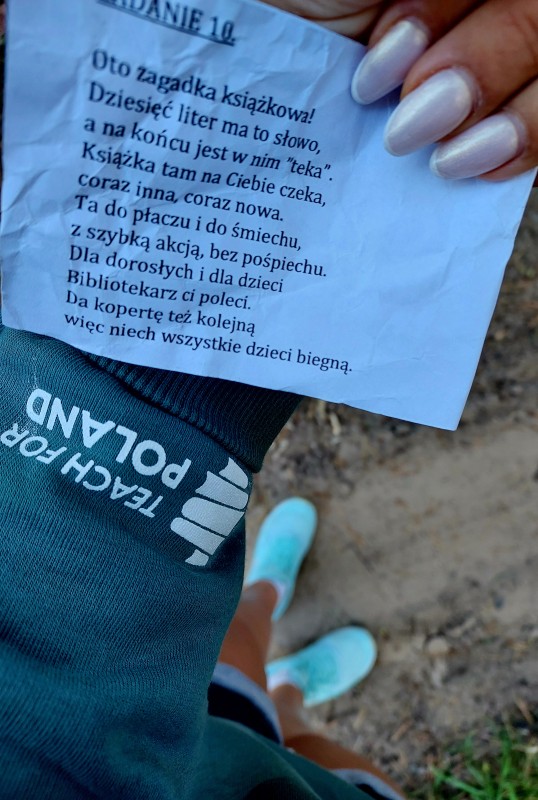 ZADANIE 10.
Oto zagadka książkowa!
Dziesięć liter ma to słowo,
a na końcu jest w nim "teka".
Książka tam na Ciebie czeka,
coraz inna, coraz nowa.
Ta do płaczu i do śmiechu,
z szybką akcją, bez pośpiechu.
Dla dorosłych i dla dzieci
Bibliotekarz ci poleci.
Da kopertę też kolejną
więc niech wszystkie dzieci biegną.
TEACH FOR
POLAND